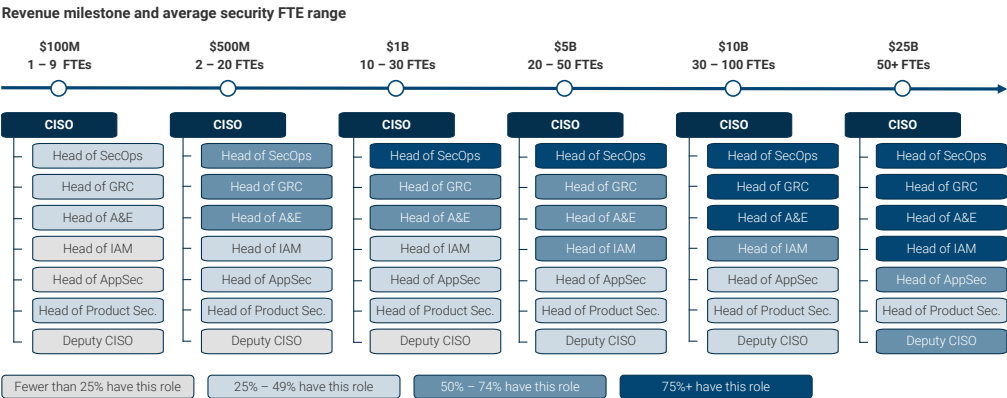 Revenue milestone and average security FTE range
$100M
1 – 9 FTEs
$500M
2 – 20 FTEs
$1B
10 – 30 FTEs
$5B
20 – 50 FTEs
$10B
30 – 100 FTEs
$25B
50+ FTEs
CISO
Head of SecOps
Head of GRC
Head of A&E
Head of IAM
Head of AppSec
Head of Product Sec.
Deputy CISO
CISO
Head of SecOps
Head of GRC
Head of A&E
Head of IAM
Head of AppSec
Head of Product Sec.
Deputy CISO
CISO
Head of SecOps
Head of GRC
Head of A&E
Head of IAM
Head of AppSec
Head of Product Sec.
Deputy CISO
CISO
Head of SecOps
Head of GRC
Head of A&E
Head of IAM
Head of AppSec
Head of Product Sec.
Deputy CISO
CISO
Head of SecOps
Head of GRC
Head of A&E
Head of IAM
Head of AppSec
Head of Product Sec.
Deputy CISO
CISO
Head of SecOps
Head of GRC
Head of A&E
Head of IAM
Head of AppSec
Head of Product Sec.
Deputy CISO
Fewer than 25% have this role
25% – 49% have this role
50% – 74% have this role
75%+ have this role